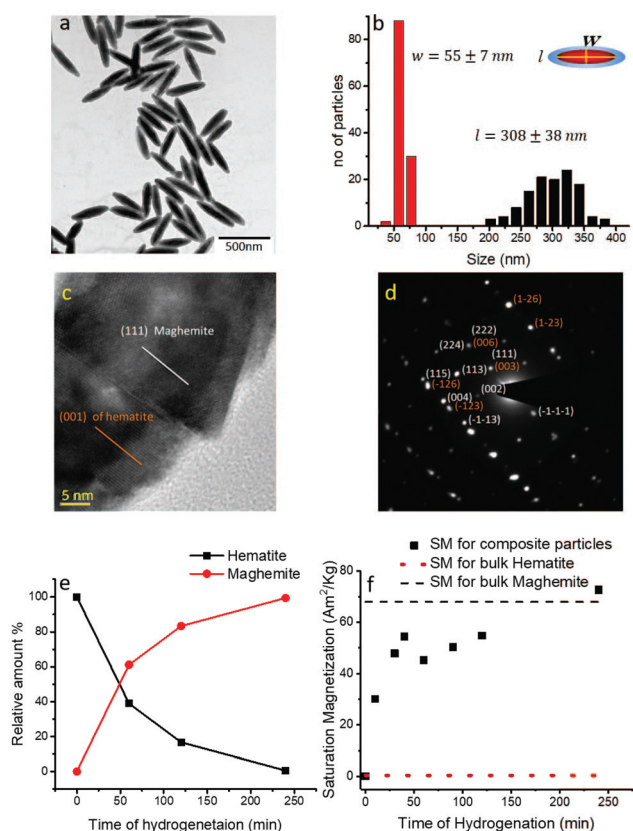 a
500nm
b
w = 55 ± 7 nm
w
l
l = 308 ± 38 nm
no of particles
80
60
40
20
0
50 100 150 200 250 300 350 400
Size (nm)
c
(111) Maghemite
(001) of hematite
5 nm
d
(1-26)
(1-23)
(222)
(006)
(224)
(111)
(003)
(113)
(115)
(-126)
(002)
(004)
(-123)
(-1-1-1)
(-1-13)
Hematite
Maghemite
e
Relative amount %
100
80
60
40
20
0
0 50 100 150 200 250
Time of hydrogenetaion (min)
SM for composite particles
SM for bulk Hematite
SM for bulk Maghemite
f
Saturation Magnetization (Am²/Kg)
80
60
40
20
0
0 50 100 150 200 250
Time of Hydrogenation (min)